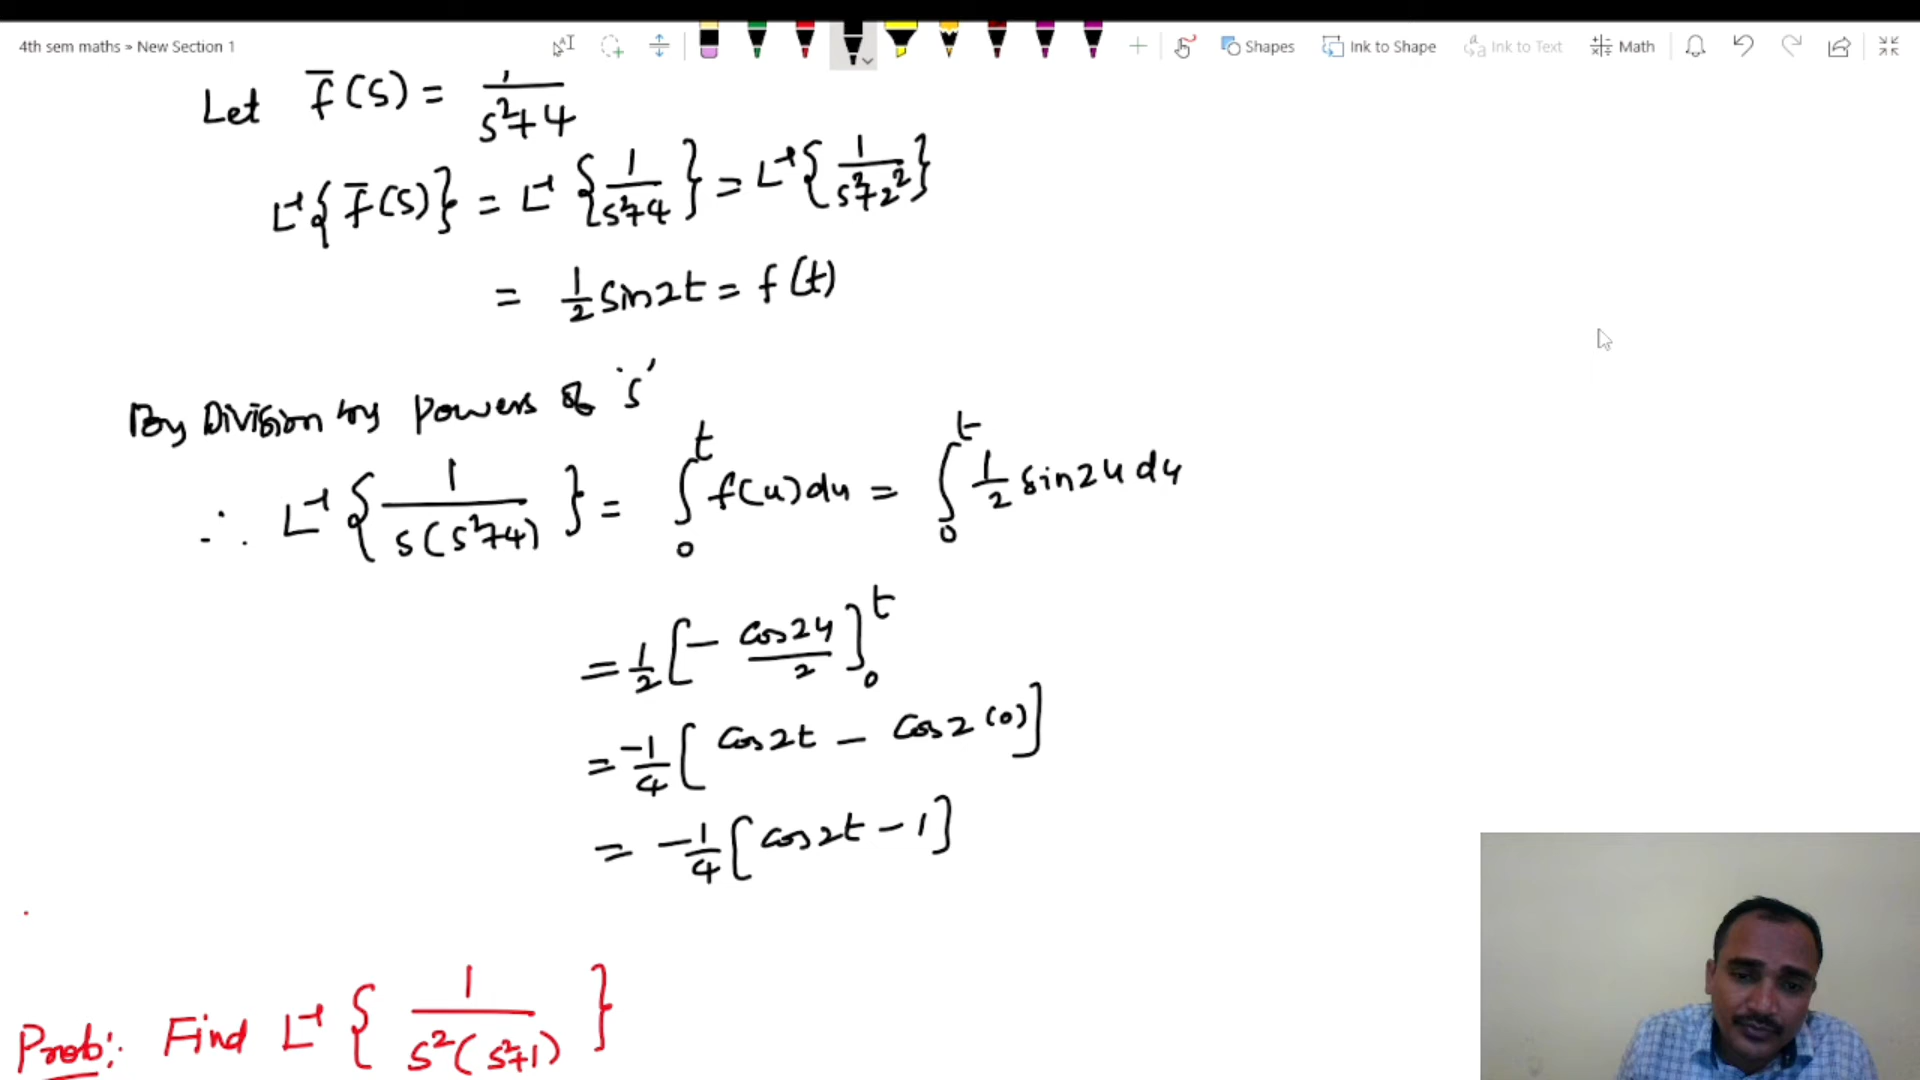 4th sem maths » New Section 1
Shapes Ink to Shape Ink to Text Math
Let f̅(s) = 1/(s²+4)
L⁻¹{f̅(s)} = L⁻¹{1/(s²+4)} = L⁻¹{1/(s²+2²)}
= 1/2 sin2t = f(t)
By Division by powers of 's'
∴ L⁻¹{1/(s(s²+4))} = ∫₀ᵗ f(u)du = ∫₀ᵗ 1/2 sin2u du
= 1/2 [- cos2u/2]₀ᵗ
= -1/4 [cos2t - cos2(0)]
= -1/4 [cos2t - 1]
Prob: Find L⁻¹{1/(s²(s²+1))}